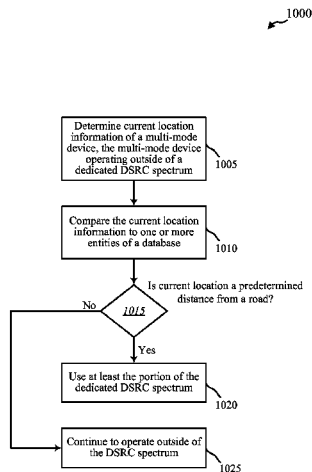 1000
Determine current location
information of a multi-mode
device, the multi-mode device
operating outside of a
dedicated DSRC spectrum
1005
Compare the current location
information to one or more
entities of a database
1010
Is current location a predetermined
distance from a road?
No
1015
Yes
Use at least the portion of the
dedicated DSRC spectrum
1020
Continue to operate outside of
the DSRC spectrum
1025